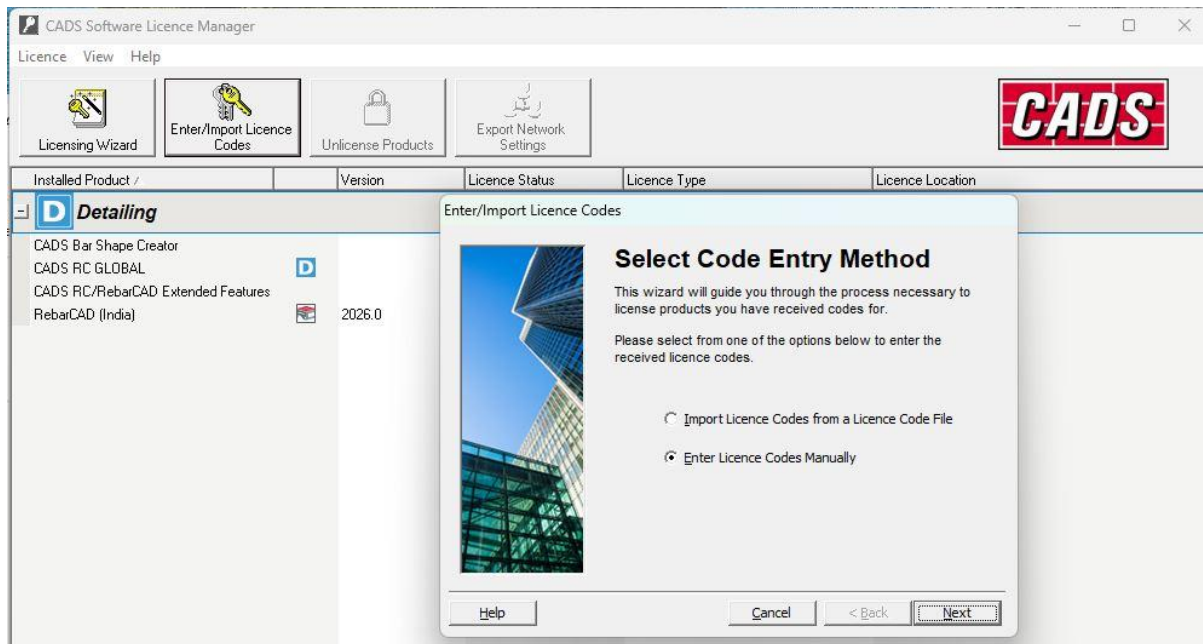 CADS Software Licence Manager
Licence View Help
Licensing Wizard
Enter/Import Licence
Codes
Unlicense Products
Export Network
Settings
CADS
Installed Product / Version Licence Status Licence Type Licence Location
D Detailing
CADS Bar Shape Creator
CADS RC GLOBAL D
CADS RC/RebarCAD Extended Features
RebarCAD (India) 2026.0
Enter/Import Licence Codes
Select Code Entry Method
This wizard will guide you through the process necessary to
license products you have received codes for.
Please select from one of the options below to enter the
received licence codes.
Import Licence Codes from a Licence Code File
Enter Licence Codes Manually
Help Cancel < Back Next